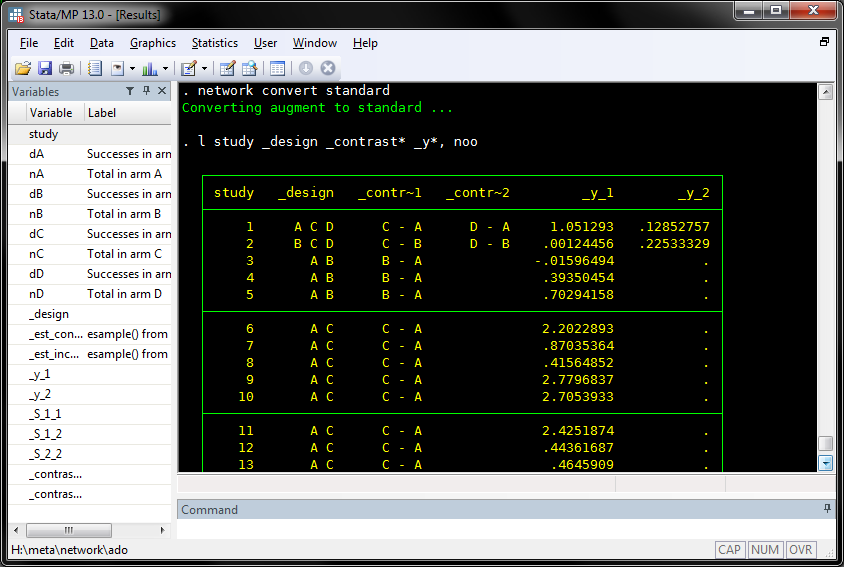 Stata/MP 13.0 - [Results]
File Edit Data Graphics Statistics User Window Help
Variables
Variable Label
study
dA Successes in arm
nA Total in arm A
dB Successes in arm
nB Total in arm B
dC Successes in arm
nC Total in arm C
dD Successes in arm
nD Total in arm D
_design
_est_con... esample() from
_est_inc... esample() from
_y_1
_y_2
_S_1_1
_S_1_2
_S_2_2
_contras...
_contras...
. network convert standard
Converting augment to standard ...
. l study _design _contrast* _y*, noo
study _design _contr~1 _contr~2 _y_1 _y_2
1 A C D C - A D - A 1.051293 .12852757
2 B C D C - B D - B .00124456 .22533329
3 A B B - A -.01596494 .
4 A B B - A .39350454 .
5 A B B - A .70294158 .
6 A C C - A 2.2022893 .
7 A C C - A .87035364 .
8 A C C - A .41564852 .
9 A C C - A 2.7796837 .
10 A C C - A 2.7053933 .
11 A C C - A 2.4251874 .
12 A C C - A .44361687 .
13 A C C - A .4645909 .
Command
H:\meta\network\ado
CAP NUM OVR